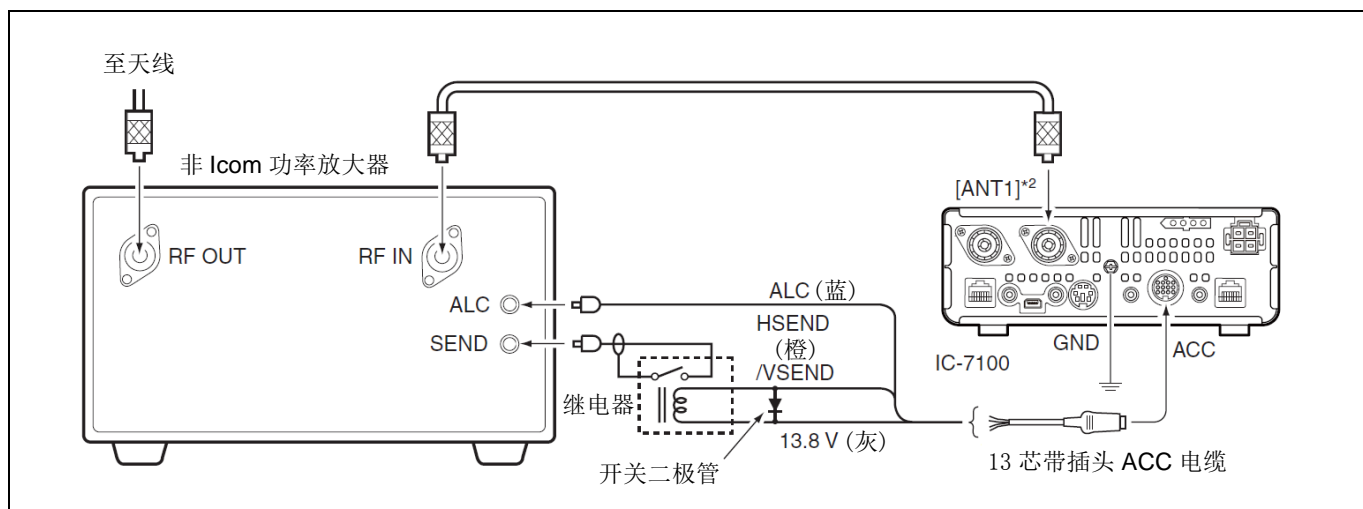 至天线
非 Icom 功率放大器
[ANT1]*2
RF OUT
RF IN
ALC
ALC (蓝)
SEND
HSEND
(橙)
/VSEND
GND
ACC
IC-7100
继电器
13.8 V (灰)
开关二极管
13 芯带插头 ACC 电缆